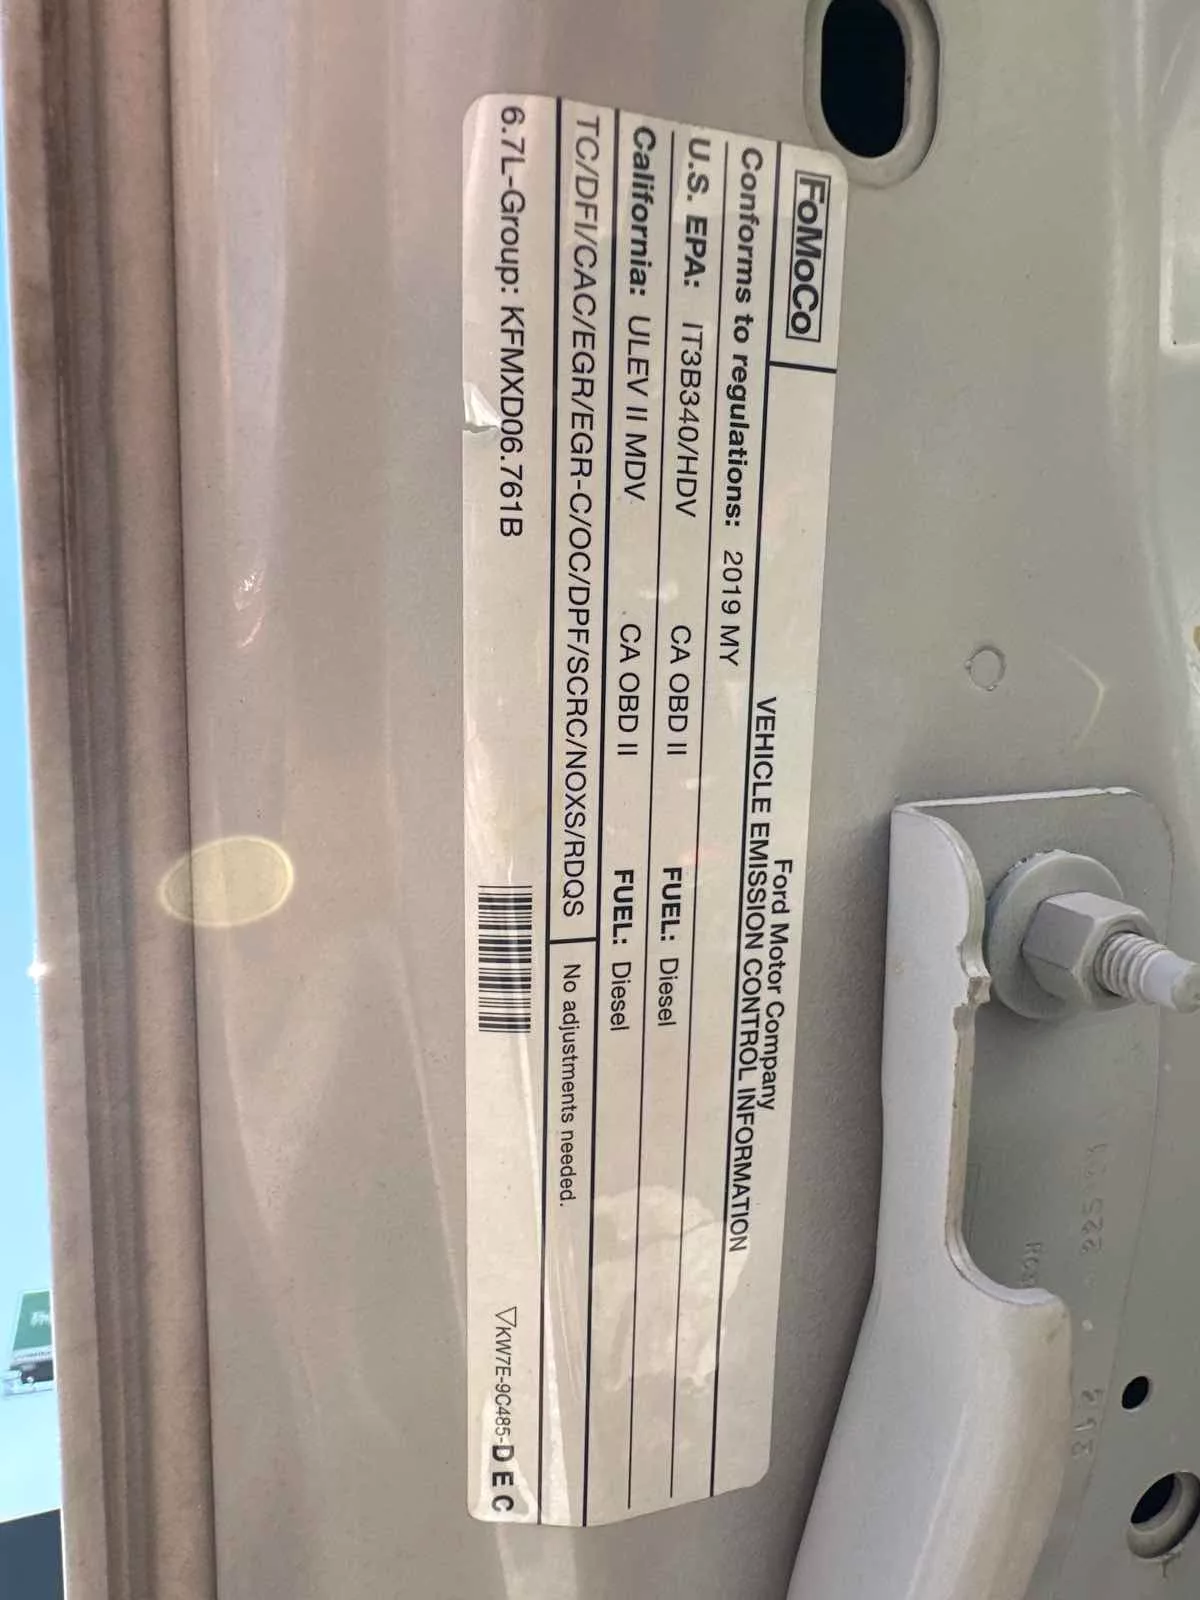 FoMoCo
Ford Motor Company
VEHICLE EMISSION CONTROL INFORMATION
Conforms to regulations: 2019 MY
U.S. EPA: IT3B340/HDV CA OBD II FUEL: Diesel
California: ULEV II MDV CA OBD II FUEL: Diesel
TC/DFI/CAC/EGR/EGR-C/OC/DPF/SCRC/NOXS/RDQS No adjustments needed.
6.7L-Group: KFMXD06.761B ▽KW7E-9C485-D E C